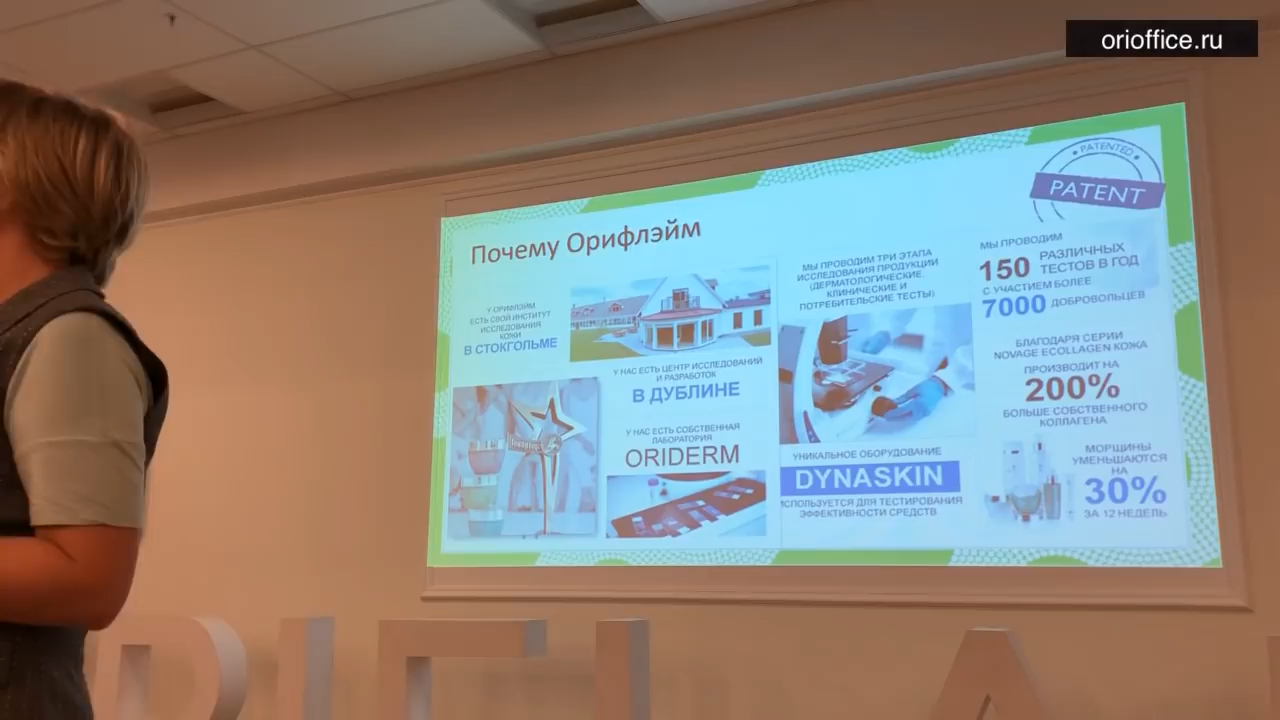 orioffice.ru
PATENTED
PATENT
Почему Орифлэйм
У ОРИФЛЭЙМ
ЕСТЬ СВОЙ ИНСТИТУТ
ИССЛЕДОВАНИЯ
КОЖИ
В СТОКГОЛЬМЕ
У НАС ЕСТЬ ЦЕНТР ИССЛЕДОВАНИЙ
И РАЗРАБОТОК
В ДУБЛИНЕ
У НАС ЕСТЬ СОБСТВЕННАЯ
ЛАБОРАТОРИЯ
ORIDERM
МЫ ПРОВОДИМ ТРИ ЭТАПА
ИССЛЕДОВАНИЯ ПРОДУКЦИИ
(ДЕРМАТОЛОГИЧЕСКИЕ,
КЛИНИЧЕСКИЕ И
ПОТРЕБИТЕЛЬСКИЕ ТЕСТЫ)
УНИКАЛЬНОЕ ОБОРУДОВАНИЕ
DYNASKIN
ИСПОЛЬЗУЕТСЯ ДЛЯ ТЕСТИРОВАНИЯ
ЭФФЕКТИВНОСТИ СРЕДСТВ
МЫ ПРОВОДИМ
150 РАЗЛИЧНЫХ
ТЕСТОВ В ГОД
С УЧАСТИЕМ БОЛЕЕ
7000 ДОБРОВОЛЬЦЕВ
БЛАГОДАРЯ СЕРИИ
NOVAGE ECOLLAGEN КОЖА
ПРОИЗВОДИТ НА
200%
БОЛЬШЕ СОБСТВЕННОГО
КОЛЛАГЕНА
МОРЩИНЫ
УМЕНЬШАЮТСЯ
НА
30%
ЗА 12 НЕДЕЛЬ